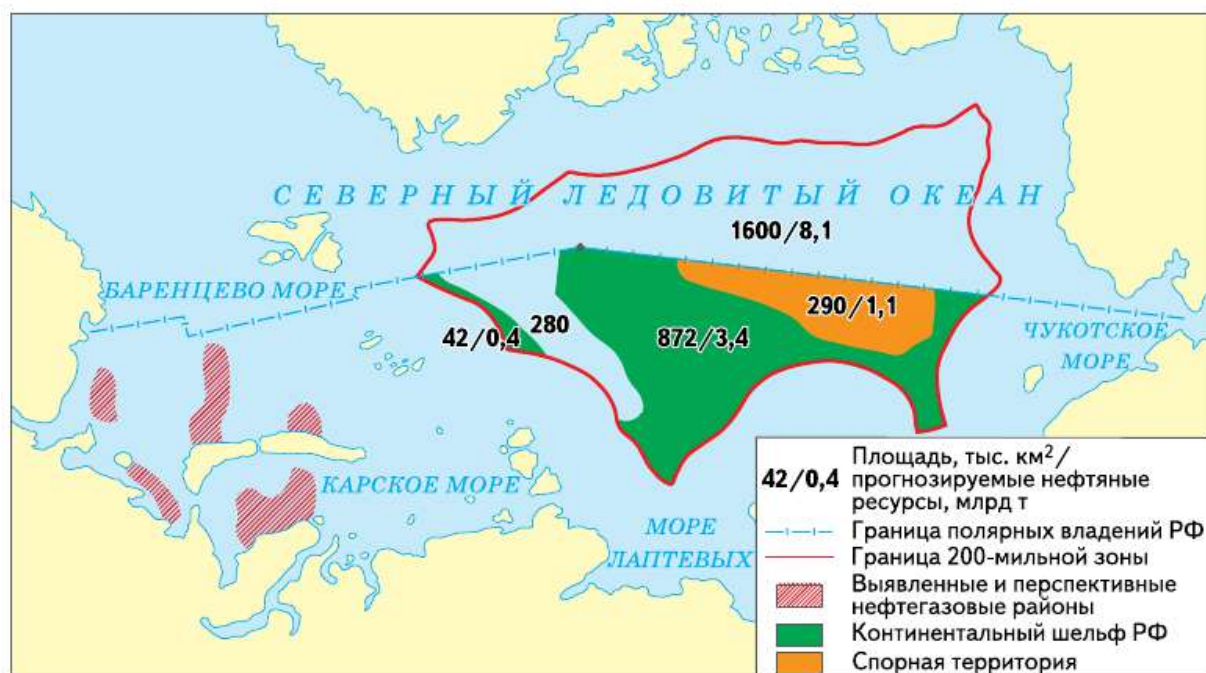 СЕВЕРНЫЙ ЛЕДОВИТЫЙ ОКЕАН
1600/8,1
БАРЕНЦЕВО МОРЕ
290/1,1
280
42/0,4
872/3,4
ЧУКОТСКОЕ
МОРЕ
КАРСКОЕ МОРЕ
МОРЕ
ЛАПТЕВЫХ
42/0,4
Площадь, тыс. км²/
прогнозируемые нефтяные
ресурсы, млрд т
Граница полярных владений РФ
Граница 200-мильной зоны
Выявленные и перспективные
нефтегазовые районы
Континентальный шельф РФ
Спорная территория